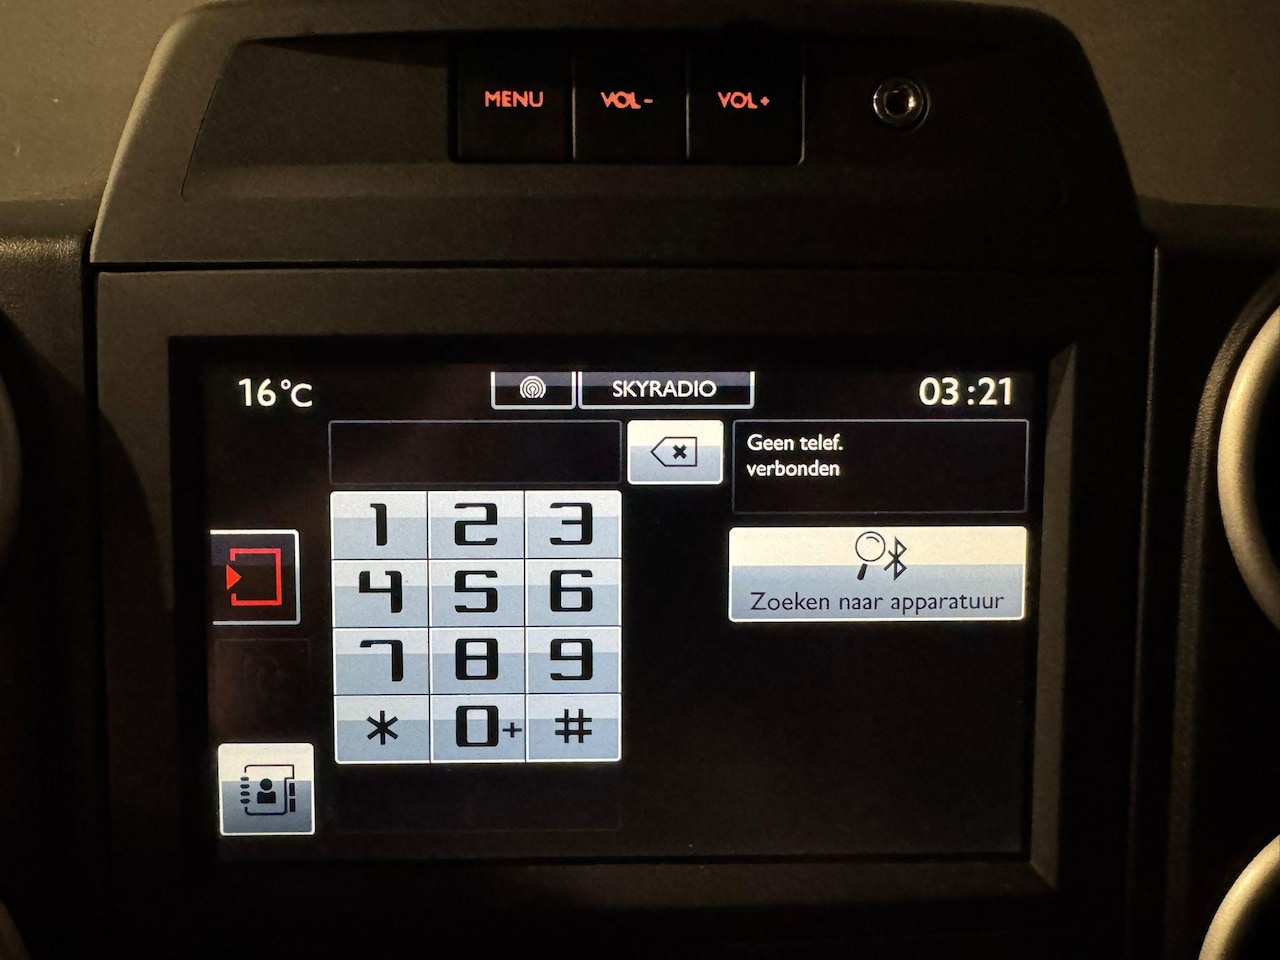 MENU VOL- VOL+
16°C SKYRADIO 03:21
Geen telef.
verbonden
1 2 3
4 5 6
Zoeken naar apparatuur
7 8 9
* 0+ #